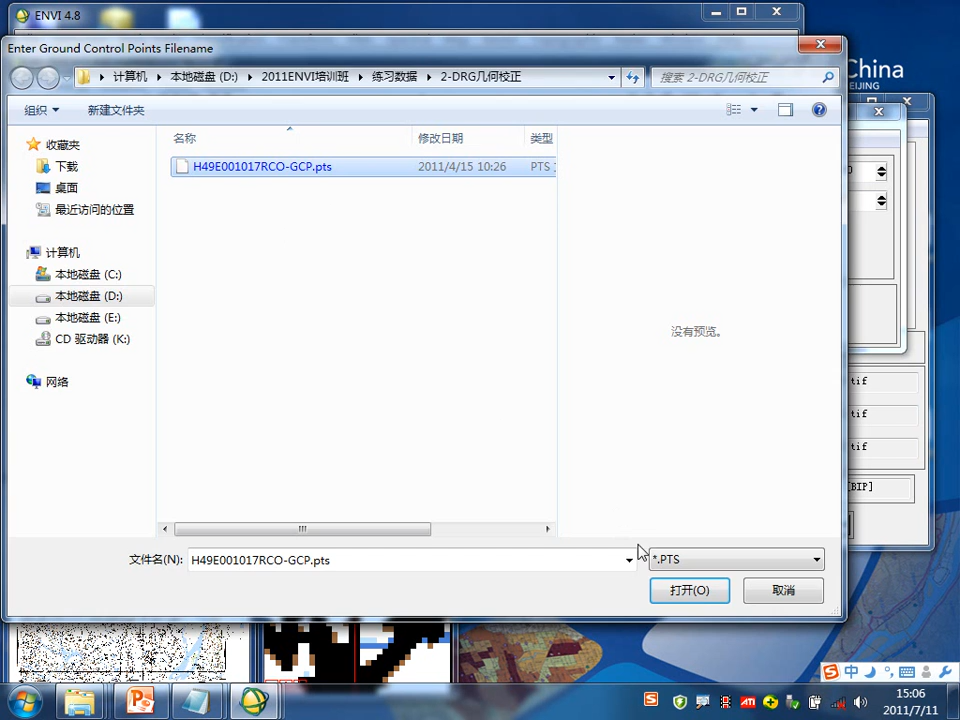 ENVI 4.8
Enter Ground Control Points Filename
计算机 本地磁盘 (D:) 2011ENVI培训班 练习数据 2-DRG几何校正
搜索 2-DRG几何校正
China
EIJING
组织 新建文件夹
名称 修改日期 类型
收藏夹
下载
桌面
最近访问的位置
计算机
本地磁盘 (C:)
本地磁盘 (D:)
本地磁盘 (E:)
CD 驱动器 (K:)
网络
H49E001017RCO-GCP.pts 2011/4/15 10:26 PTS
没有预览。
tif
tif
tif
[BIP]
文件名(N): H49E001017RCO-GCP.pts
*.PTS
打开(O) 取消
中
ATI
15:06
2011/7/11